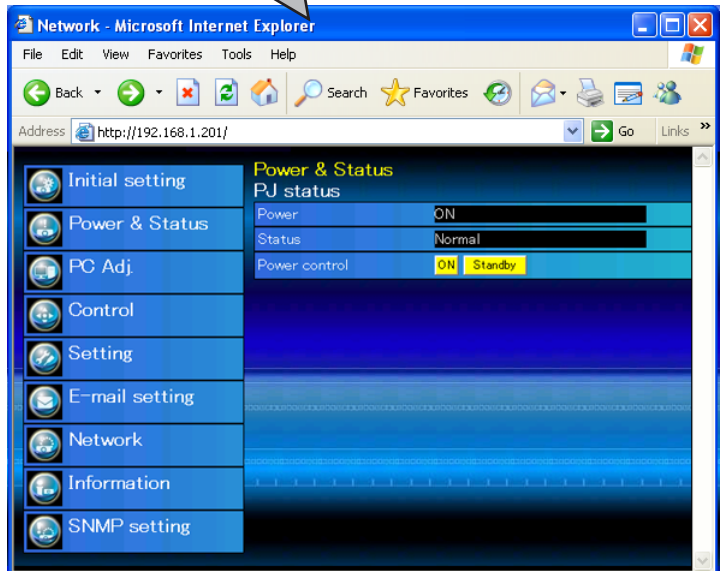 Network - Microsoft Internet Explorer
File Edit View Favorites Tools Help
Back Search Favorites
Address http://192.168.1.201/ Go Links »
Initial setting
Power & Status
PC Adj.
Control
Setting
E-mail setting
Network
Information
SNMP setting
Power & Status
PJ status
Power ON
Status Normal
Power control ON Standby